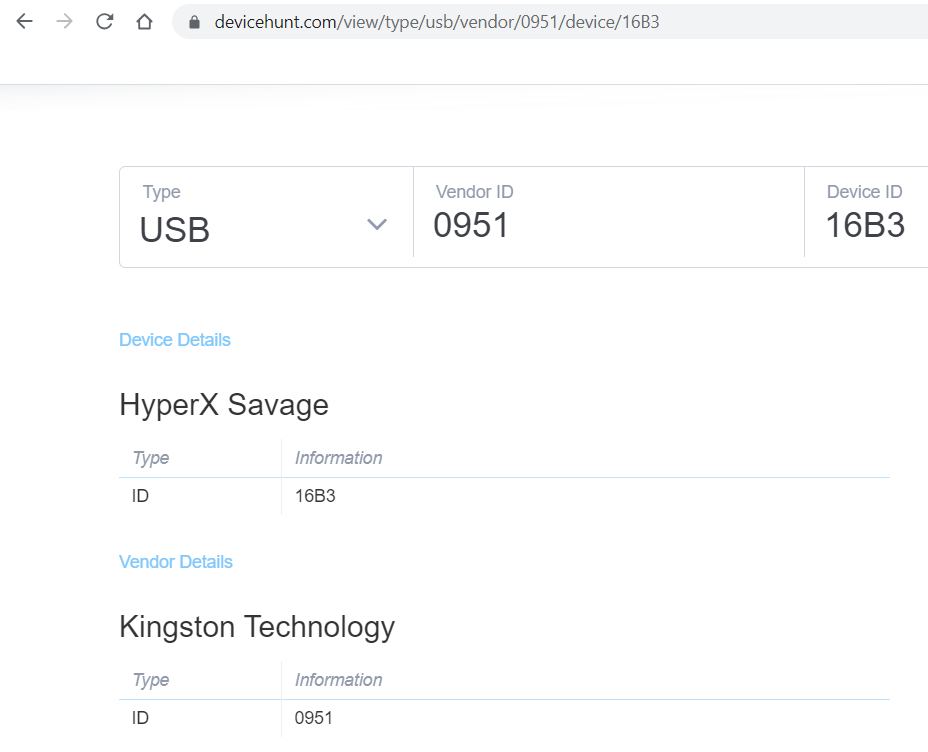 devicehunt.com/view/type/usb/vendor/0951/device/16B3
Type Vendor ID Device ID
USB 0951 16B3
Device Details
HyperX Savage
Type Information
ID 16B3
Vendor Details
Kingston Technology
Type Information
ID 0951